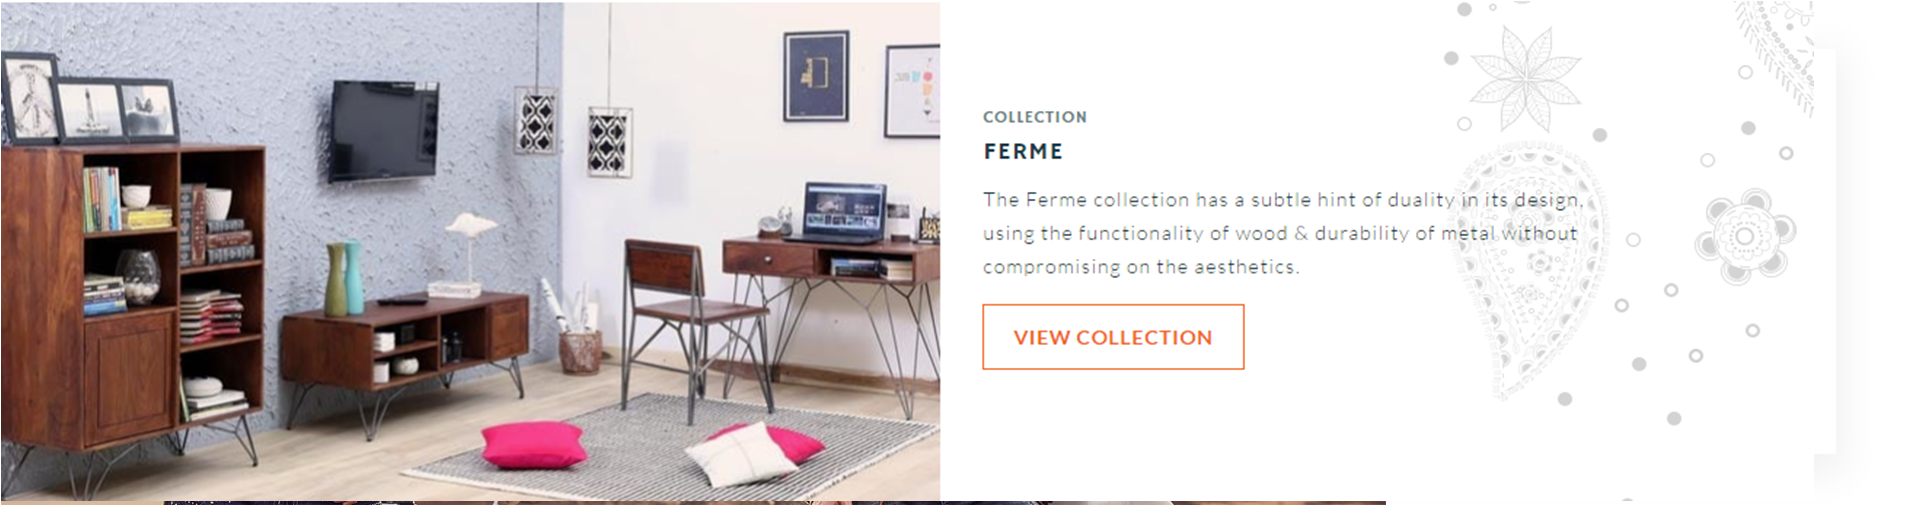 COLLECTION
FERME
The Ferme collection has a subtle hint of duality in its design,
using the functionality of wood & durability of metal without
compromising on the aesthetics.
VIEW COLLECTION